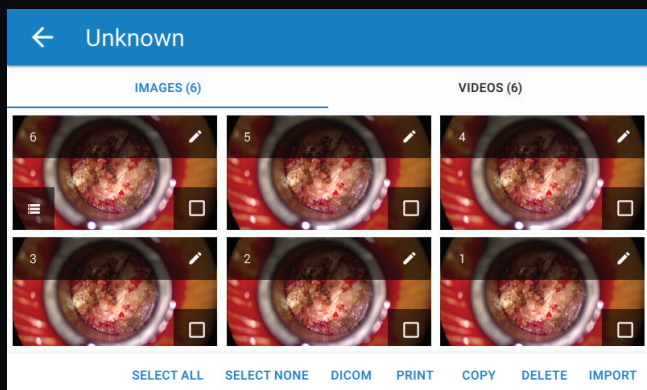 Unknown
IMAGES (6) VIDEOS (6)
6 5 4
3 2 1
SELECT ALL SELECT NONE DICOM PRINT COPY DELETE IMPORT